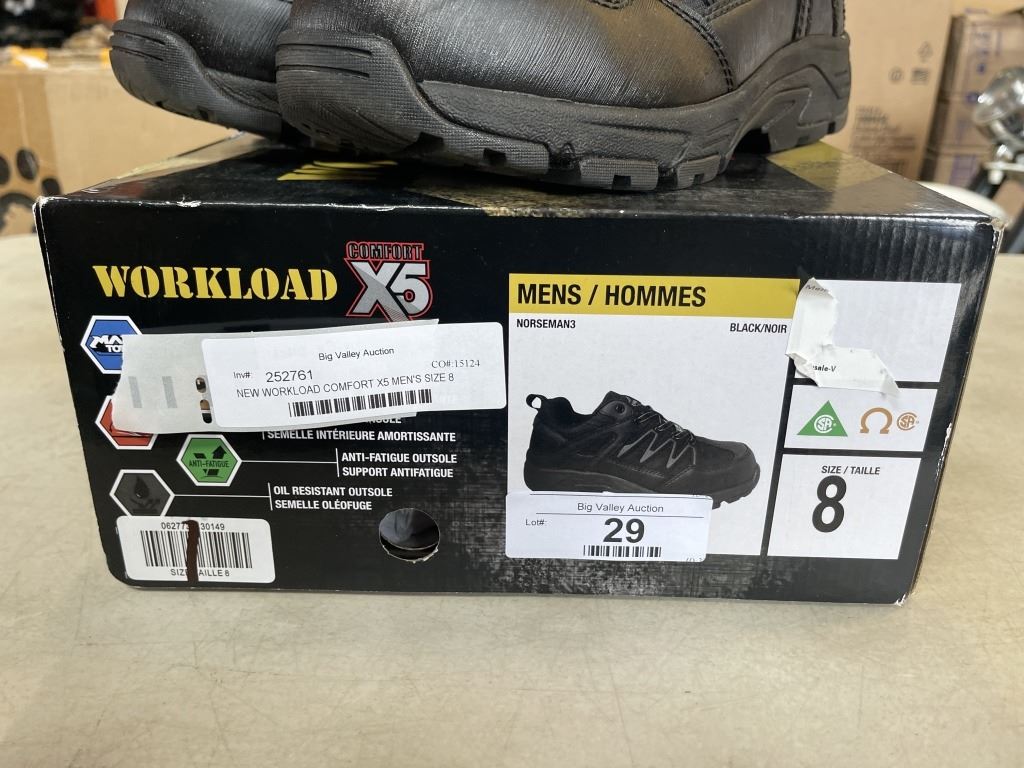 WORKLOAD
COMFORT
X5
MENS / HOMMES
NORSEMAN3
BLACK/NOIR
Big Valley Auction
Inv#: 252761 CO#:15124
NEW WORKLOAD COMFORT X5 MEN'S SIZE 8
SEMELLE INTÉRIEURE AMORTISSANTE
ANTI-FATIGUE
ANTI-FATIGUE OUTSOLE
SUPPORT ANTIFATIGUE
OIL RESISTANT OUTSOLE
SEMELLE OLÉOFUGE
SIZE / TAILLE
8
Big Valley Auction
Lot#: 29